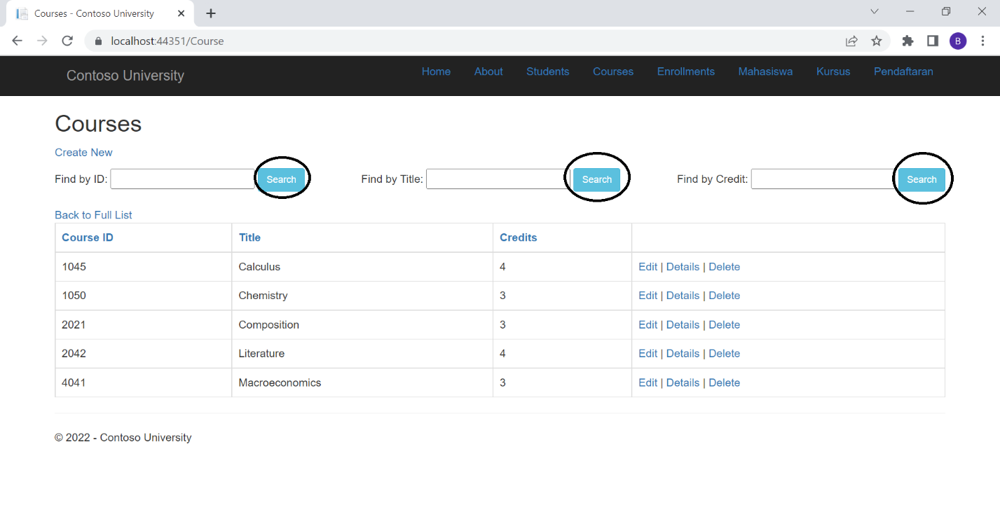 Courses - Contoso University
localhost:44351/Course
B
Contoso University Home About Students Courses Enrollments Mahasiswa Kursus Pendaftaran
Courses
Create New
Find by ID: Search Find by Title: Search Find by Credit: Search
Back to Full List
Course ID Title Credits
1045 Calculus 4 Edit | Details | Delete
1050 Chemistry 3 Edit | Details | Delete
2021 Composition 3 Edit | Details | Delete
2042 Literature 4 Edit | Details | Delete
4041 Macroeconomics 3 Edit | Details | Delete
© 2022 - Contoso University